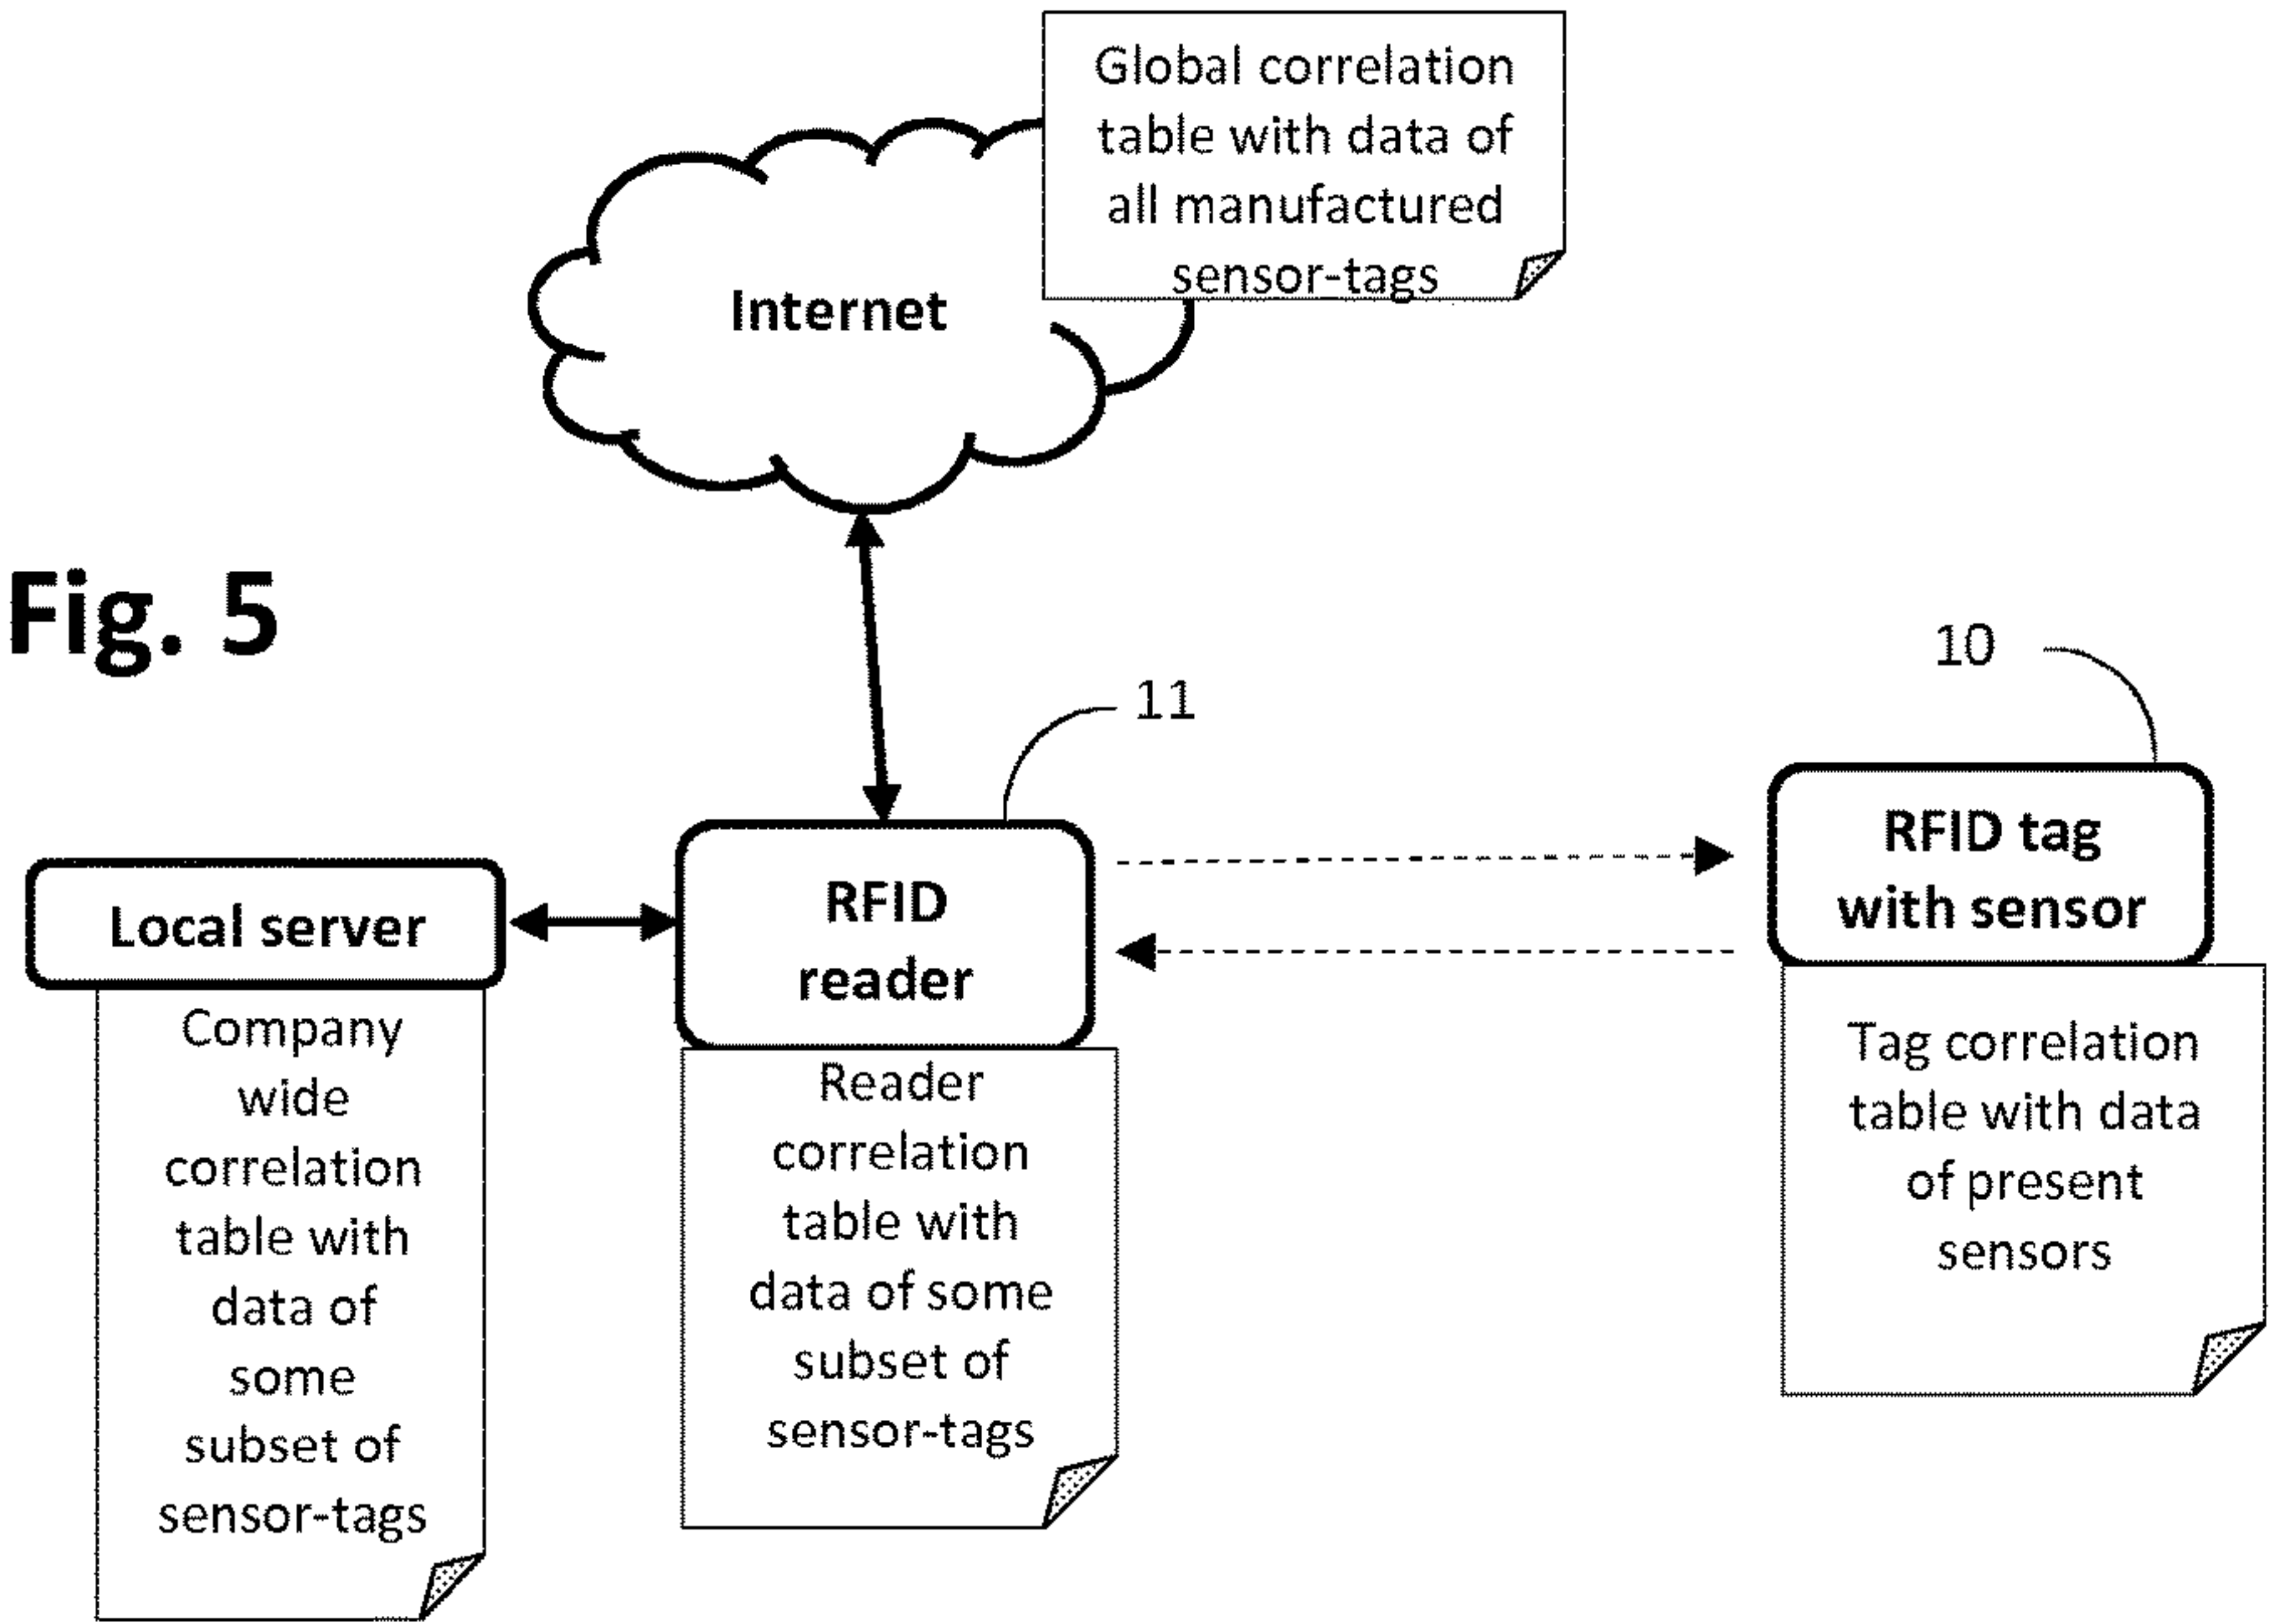 Global correlation
table with data of
all manufactured
sensor-tags
Internet
Fig. 5
11
10
RFID tag
with sensor
RFID
reader
Local server
Company
wide
correlation
table with
data of
some
subset of
sensor-tags
Reader
correlation
table with
data of some
subset of
sensor-tags
Tag correlation
table with data
of present
sensors